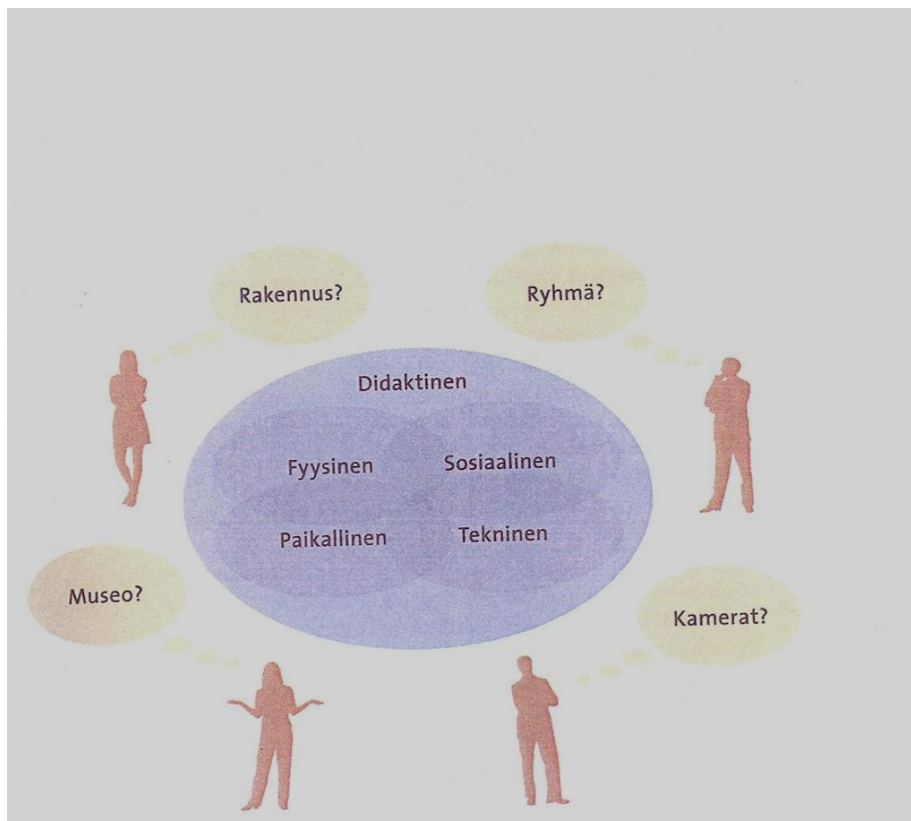 Rakennus?
Ryhmä?
Didaktinen
Fyysinen
Sosiaalinen
Paikallinen
Tekninen
Museo?
Kamerat?